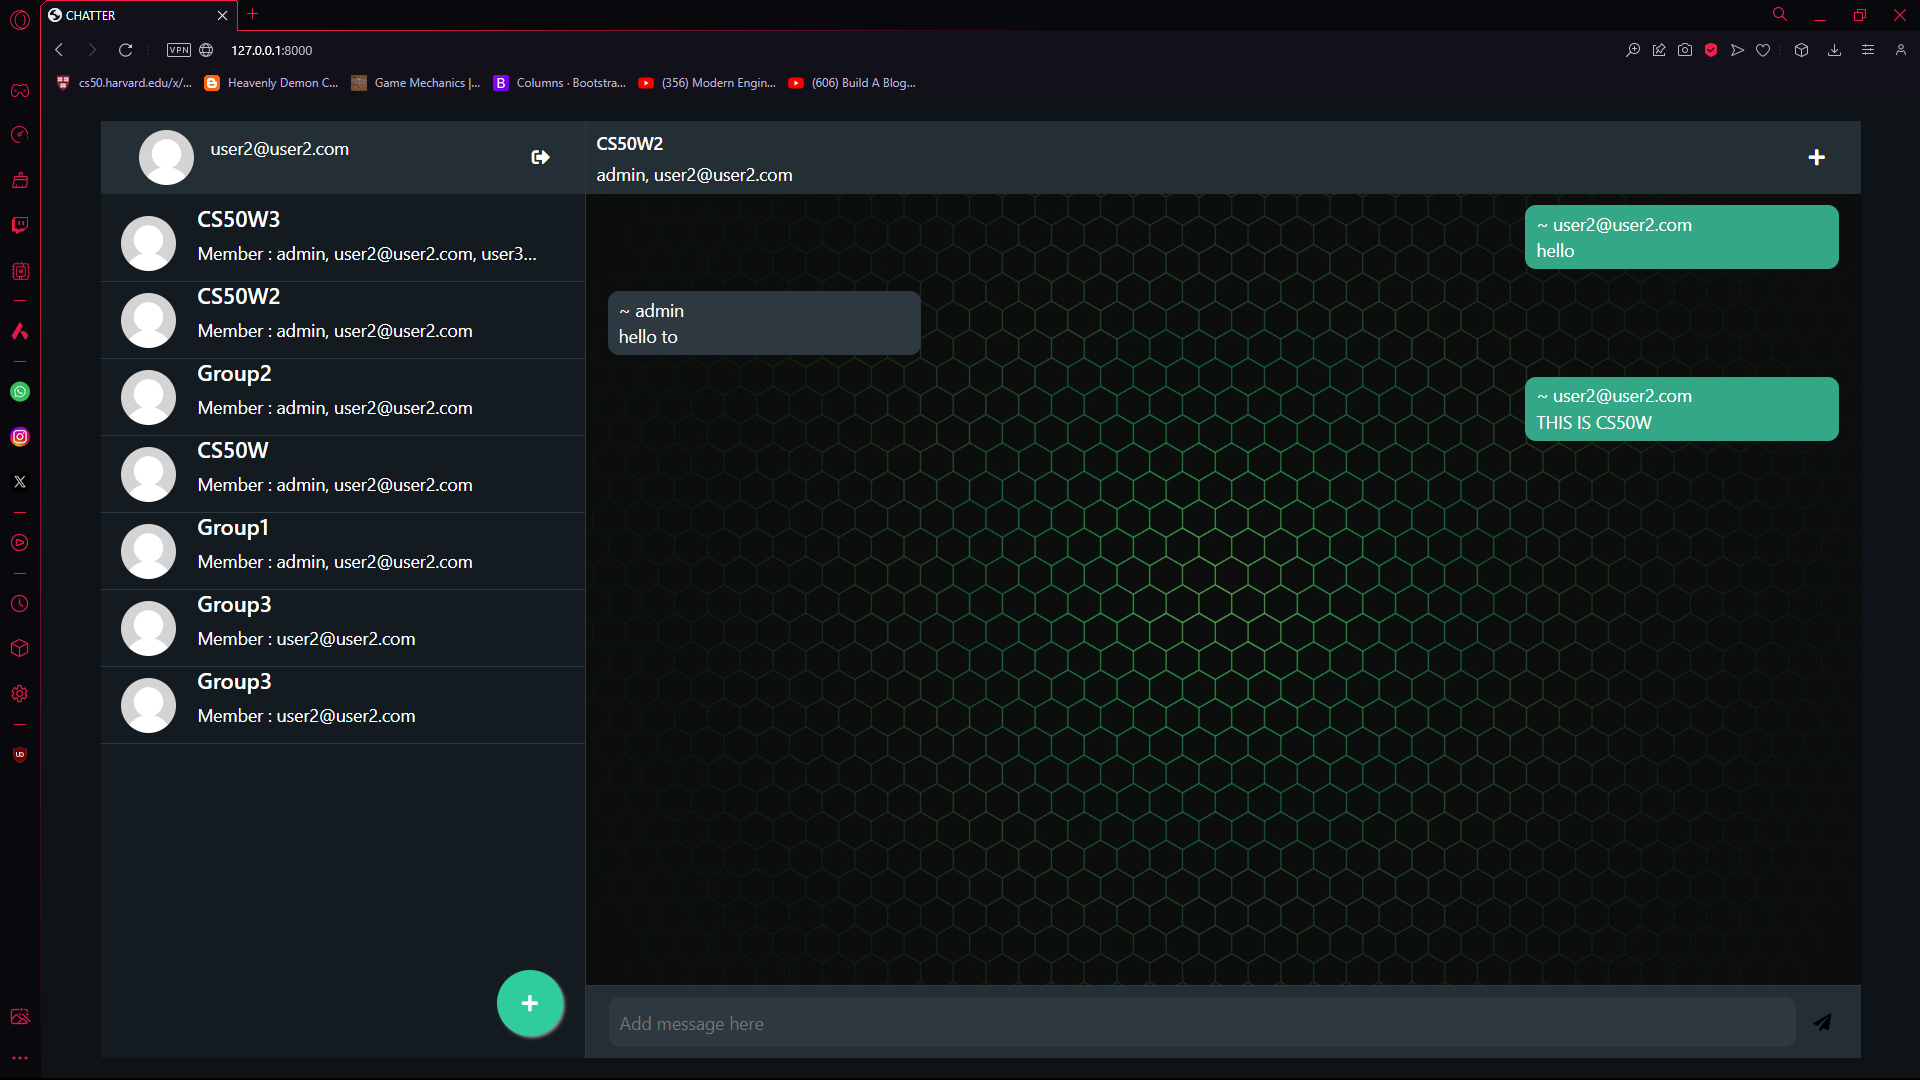 CHATTER
VPN
127.0.0.1:8000
cs50.harvard.edu/x/...
Heavenly Demon C...
Game Mechanics |...
B
Columns · Bootstra...
(356) Modern Engin...
(606) Build A Blog...
user2@user2.com
CS50W3
Member : admin, user2@user2.com, user3...
CS50W2
Member : admin, user2@user2.com
Group2
Member : admin, user2@user2.com
CS50W
Member : admin, user2@user2.com
Group1
Member : admin, user2@user2.com
Group3
Member : user2@user2.com
Group3
Member : user2@user2.com
CS50W2
admin, user2@user2.com
~ user2@user2.com
hello
~ admin
hello to
~ user2@user2.com
THIS IS CS50W
Add message here